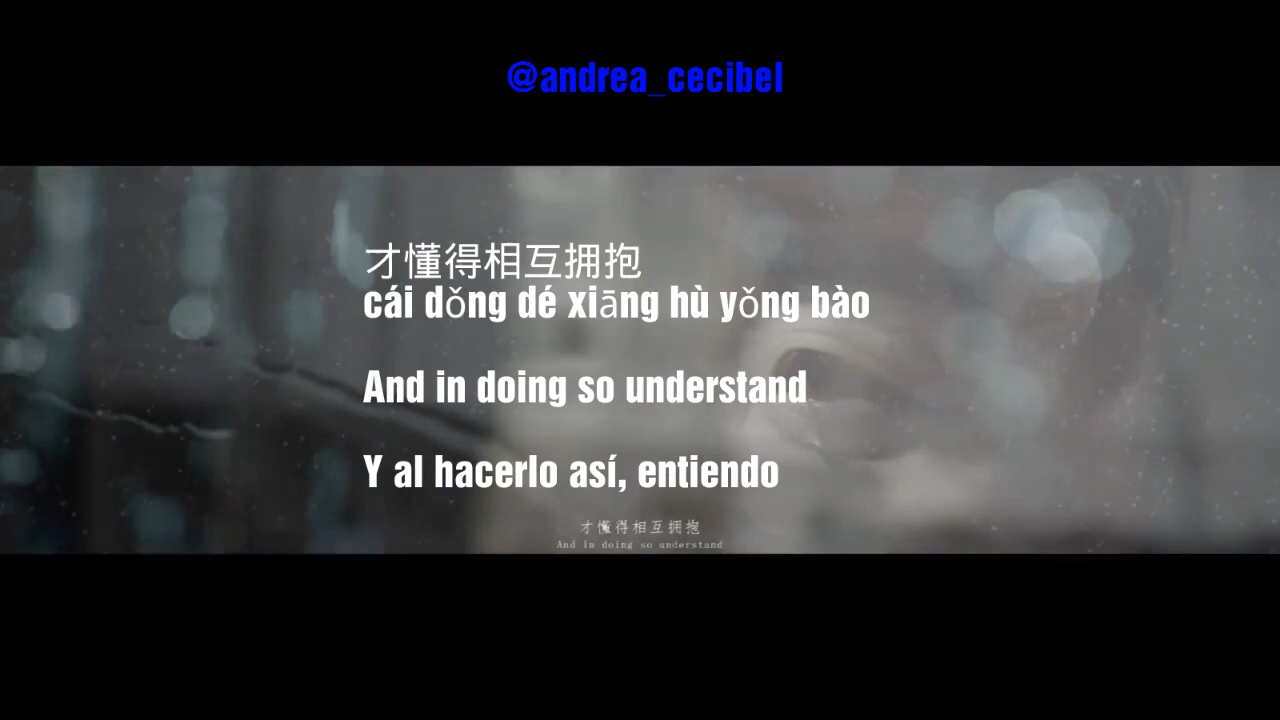 @andrea_cecibel
才懂得相互拥抱
cái dǒng dé xiāng hù yǒng bào
And in doing so understand
Y al hacerlo así, entiendo
才懂得相互拥抱
And in doing so understand